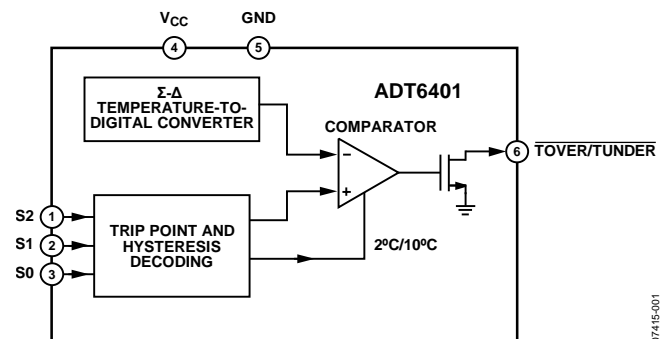 VCC
GND
4
5
Σ-Δ
TEMPERATURE-TO-
DIGITAL CONVERTER
ADT6401
COMPARATOR
–
+
6
TOVER/TUNDER
S2
1
S1
2
S0
3
TRIP POINT AND
HYSTERESIS
DECODING
2ºC/10ºC
07415-001